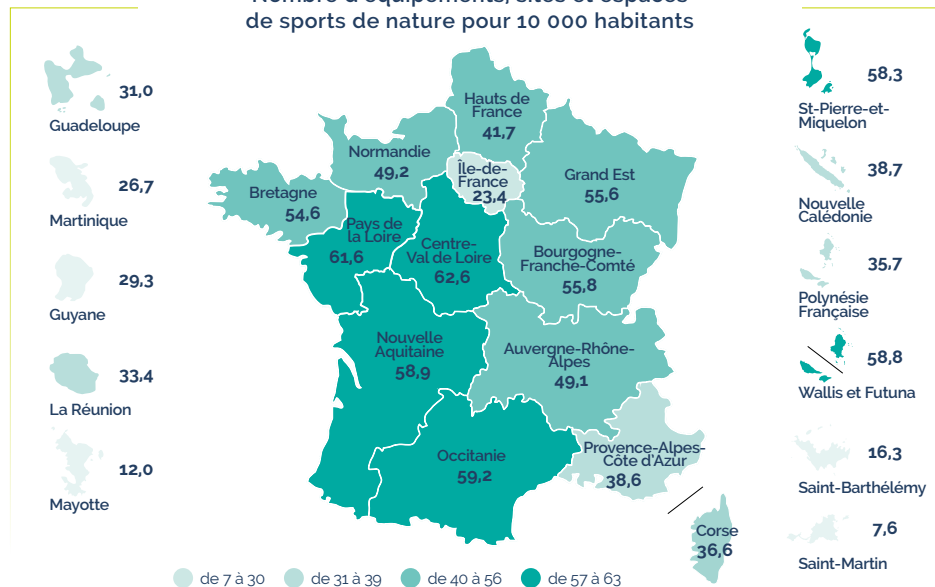 Nombre d'équipements, sites et espaces
de sports de nature pour 10 000 habitants
31,0
Guadeloupe
26,7
Martinique
29,3
Guyane
33,4
La Réunion
12,0
Mayotte
Hauts de
France
41,7
Normandie
49,2
Île-de-
France
23,4
Grand Est
55,6
Bretagne
54,6
Pays de
la Loire
61,6
Centre-
Val de Loire
62,6
Bourgogne-
Franche-Comté
55,8
Nouvelle
Aquitaine
58,9
Auvergne-Rhône-
Alpes
49,1
Occitanie
59,2
Provence-Alpes-
Côte d'Azur
38,6
Corse
36,6
58,3
St-Pierre-et-
Miquelon
38,7
Nouvelle
Calédonie
35,7
Polynésie
Française
58,8
Wallis et Futuna
16,3
Saint-Barthélémy
7,6
Saint-Martin
de 7 à 30
de 31 à 39
de 40 à 56
de 57 à 63